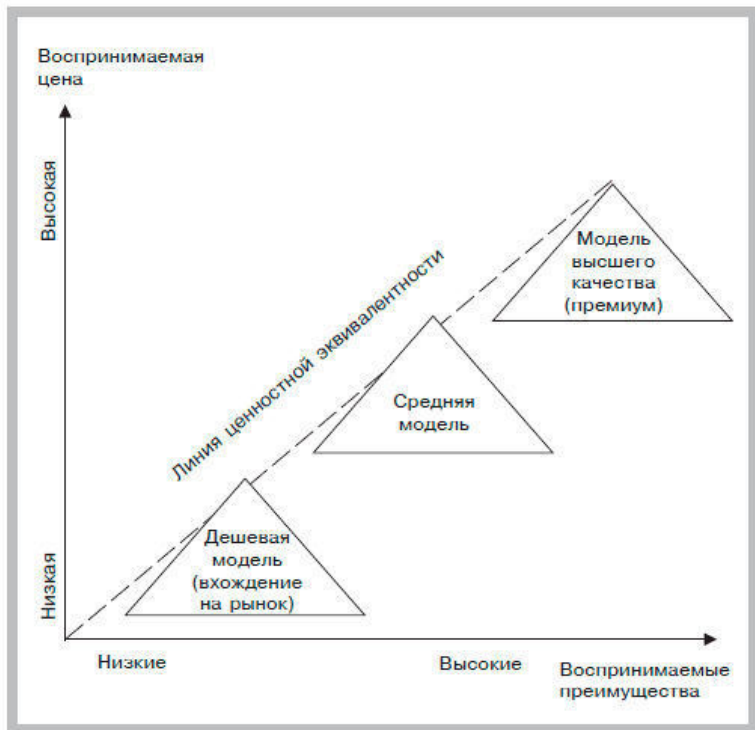 Воспринимаемая
цена
Высокая
Модель
высшего
качества
(премиум)
Линия ценностной эквивалентности
Средняя
модель
Дешевая
модель
(вхождение
на рынок)
Низкая
Низкие
Высокие
Воспринимаемые
преимущества